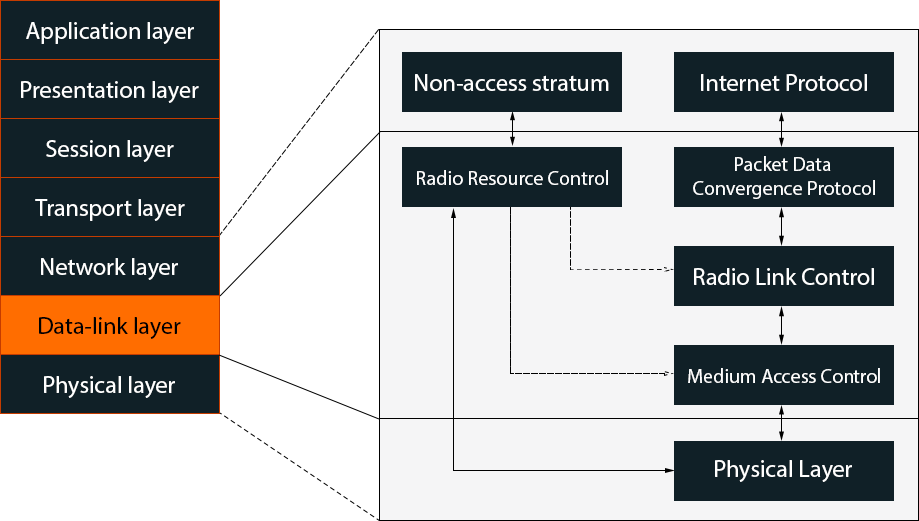 Application layer
Presentation layer
Session layer
Transport layer
Network layer
Data-link layer
Physical layer
Non-access stratum
Internet Protocol
Radio Resource Control
Packet Data
Convergence Protocol
Radio Link Control
Medium Access Control
Physical Layer